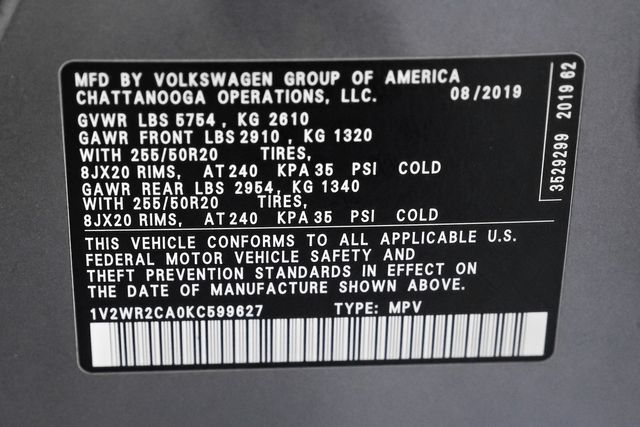 MFD BY VOLKSWAGEN GROUP OF AMERICA
CHATTANOOGA OPERATIONS, LLC. 08/2019
GVWR LBS 5754 , KG 2610
GAWR FRONT LBS 2910 , KG 1320
WITH 255/50R20 TIRES,
8JX20 RIMS, AT 240 KPA 35 PSI COLD
GAWR REAR LBS 2954, KG 1340
WITH 255/50R20 TIRES,
8JX20 RIMS, AT 240 KPA 35 PSI COLD
THIS VEHICLE CONFORMS TO ALL APPLICABLE U.S.
FEDERAL MOTOR VEHICLE SAFETY AND
THEFT PREVENTION STANDARDS IN EFFECT ON
THE DATE OF MANUFACTURE SHOWN ABOVE.
1V2WR2CA0KC599627 TYPE: MPV
3529299 2019 62